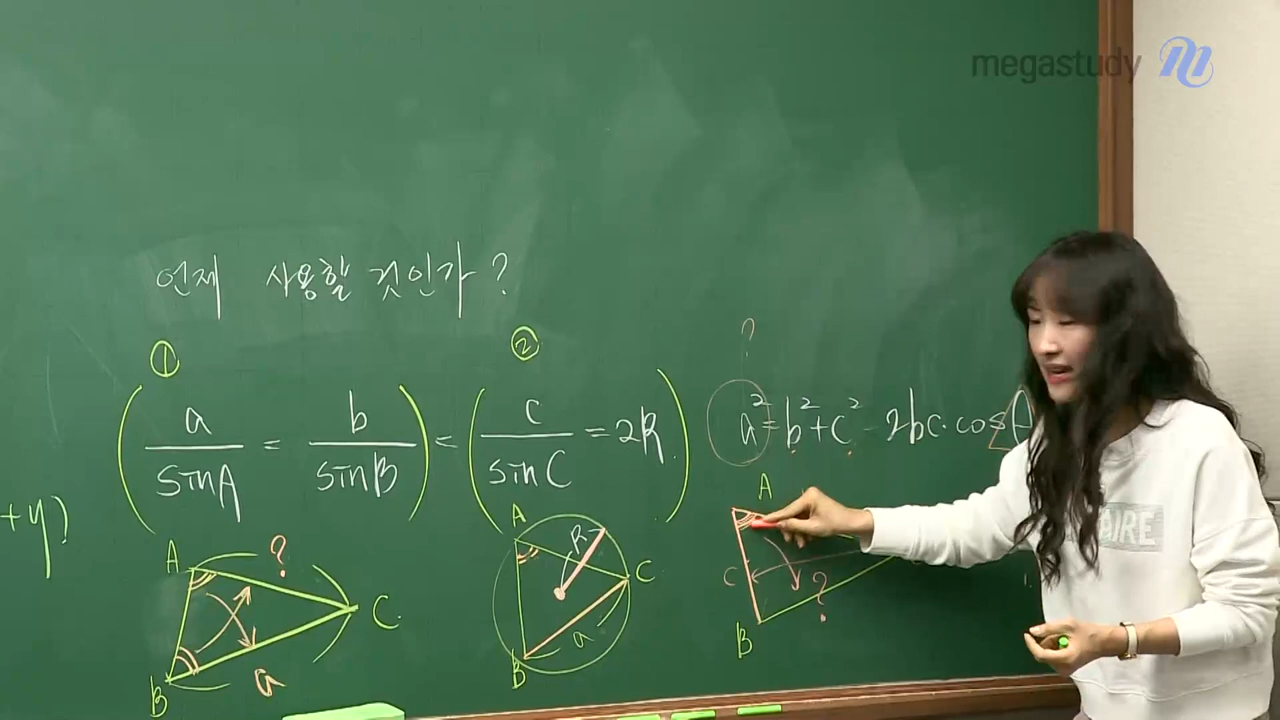 megastudy
언제 사용할 것인가?
① ②
(a/sinA = b/sinB) = (c/sinC = 2R)
?
a² = b² + c² - 2bc·cosA
+y)
A ? C B a
A R C a B
A C ? B
AIRE